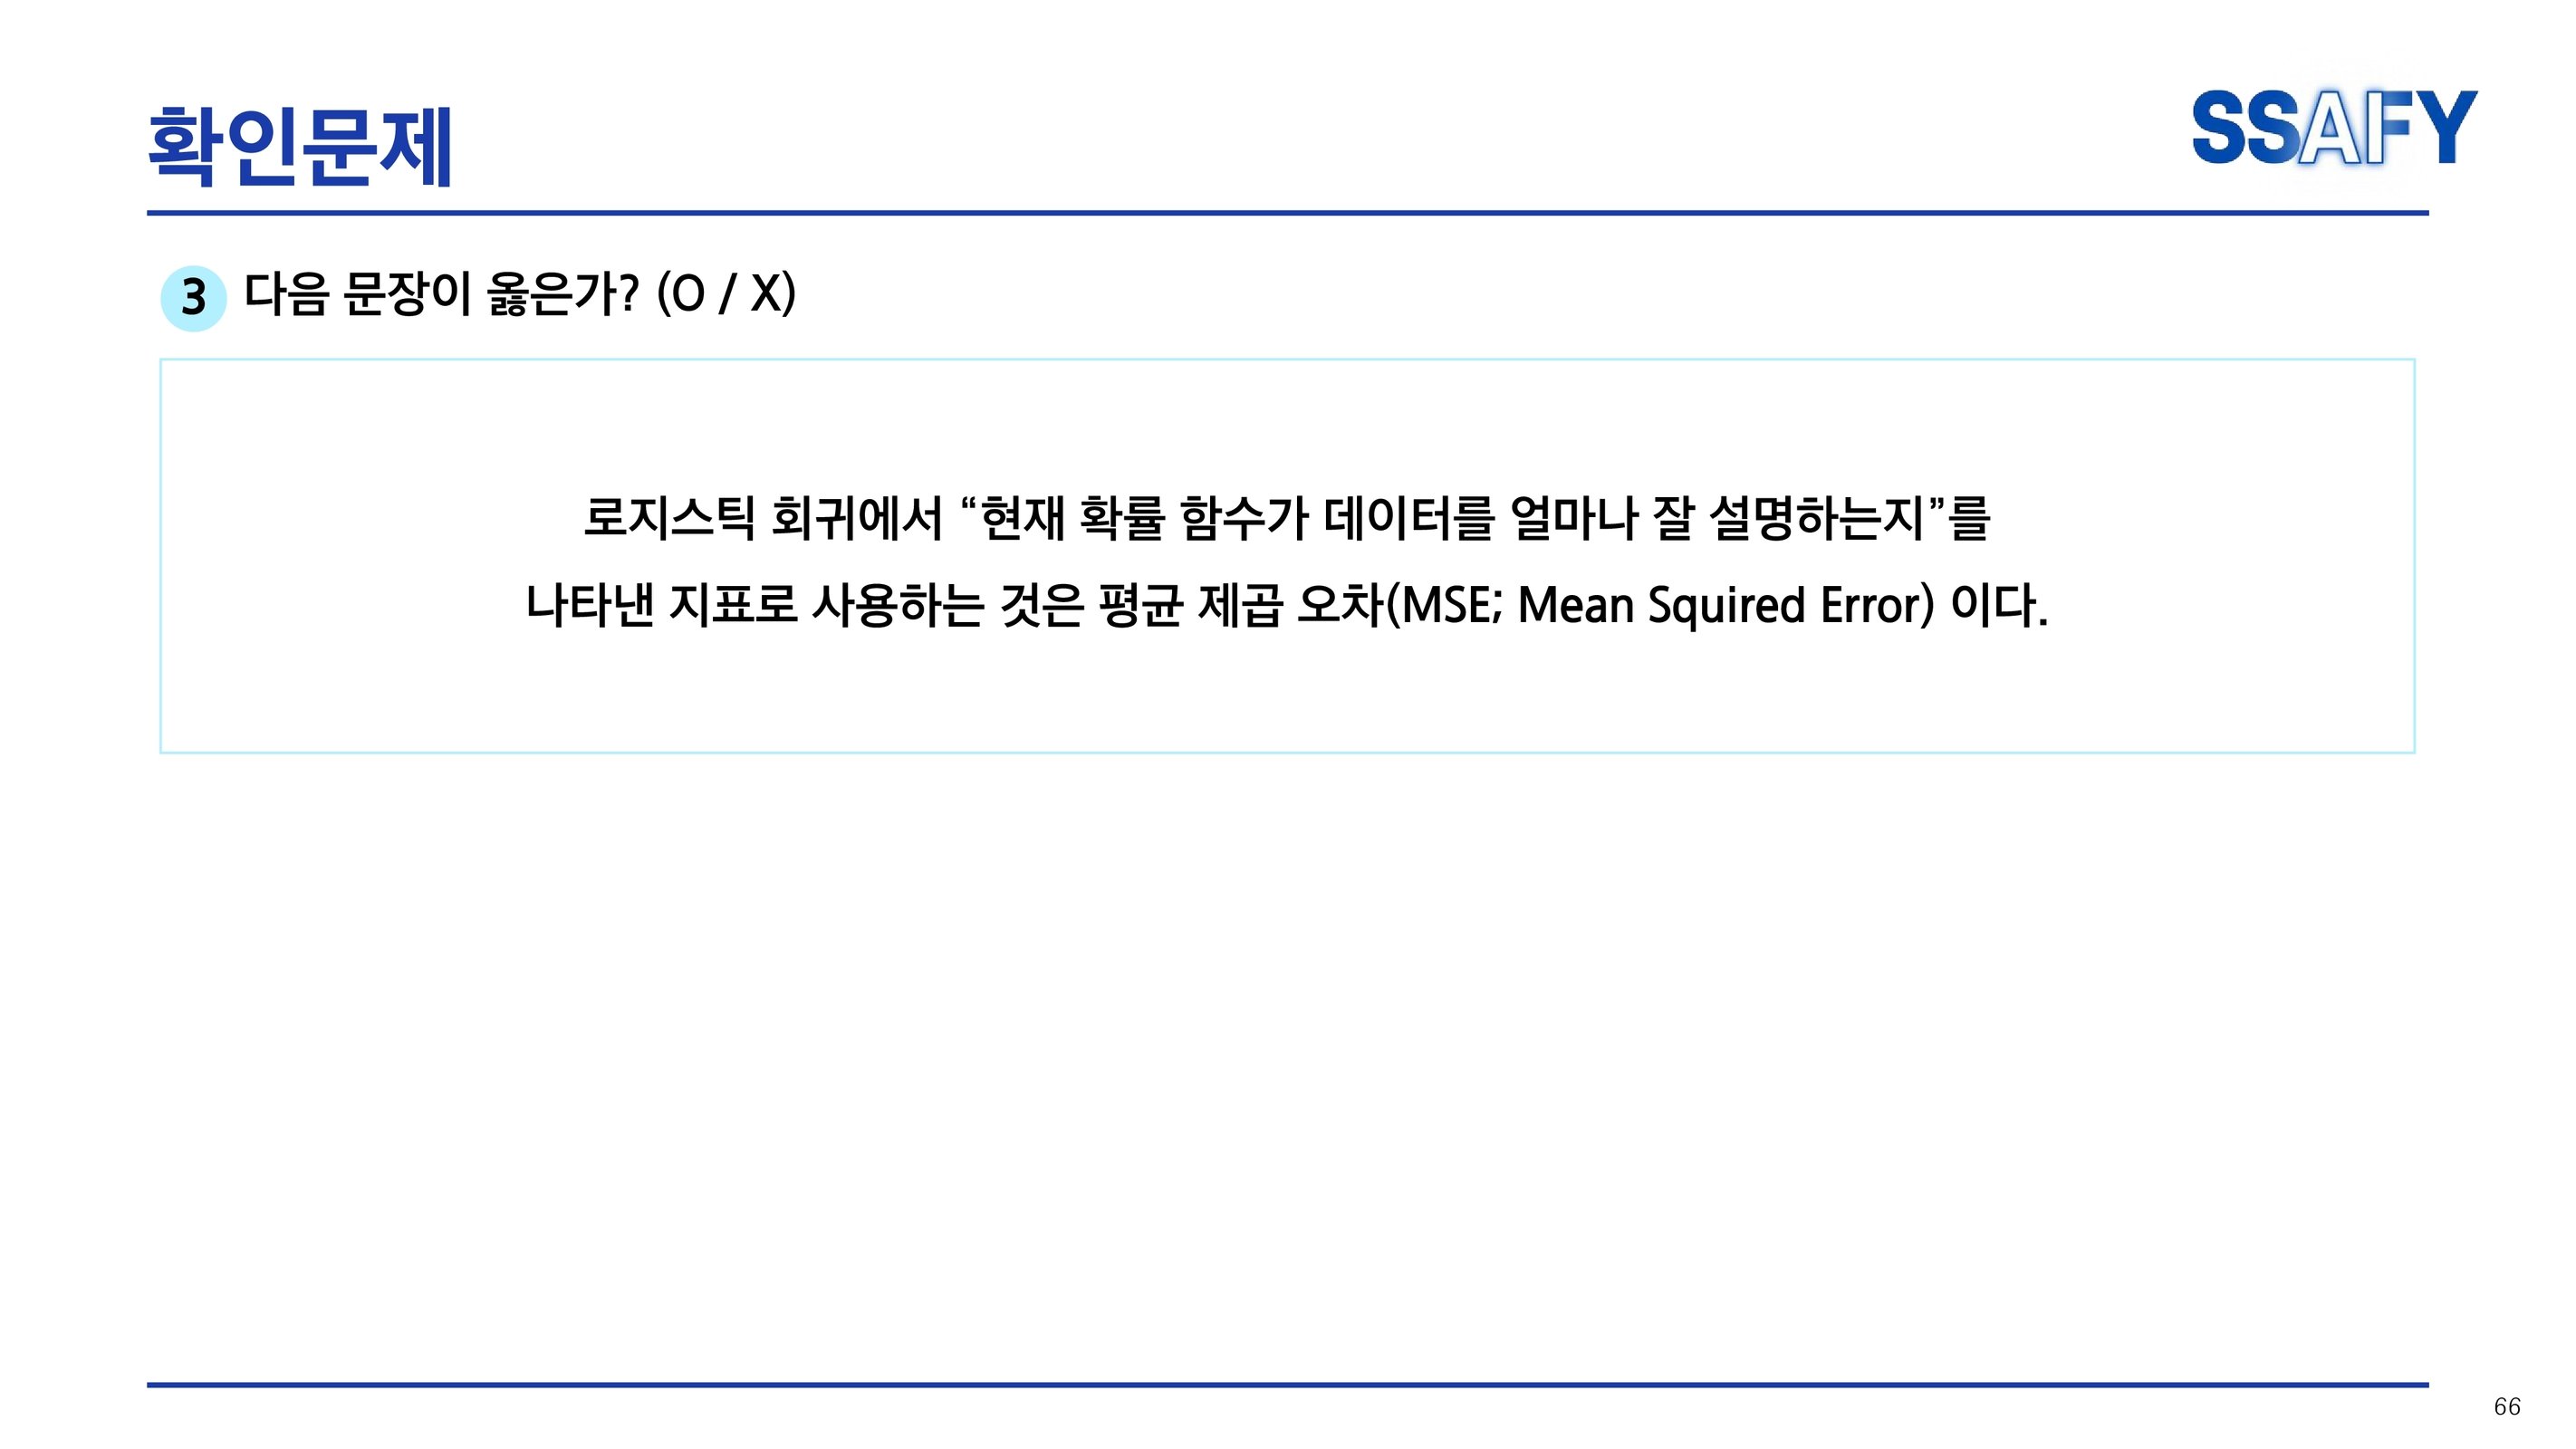 확인문제
SSAFY
3 다음 문장이 옳은가? (O / X)
로지스틱 회귀에서 “현재 확률 함수가 데이터를 얼마나 잘 설명하는지”를
나타낸 지표로 사용하는 것은 평균 제곱 오차(MSE; Mean Squired Error) 이다.
66